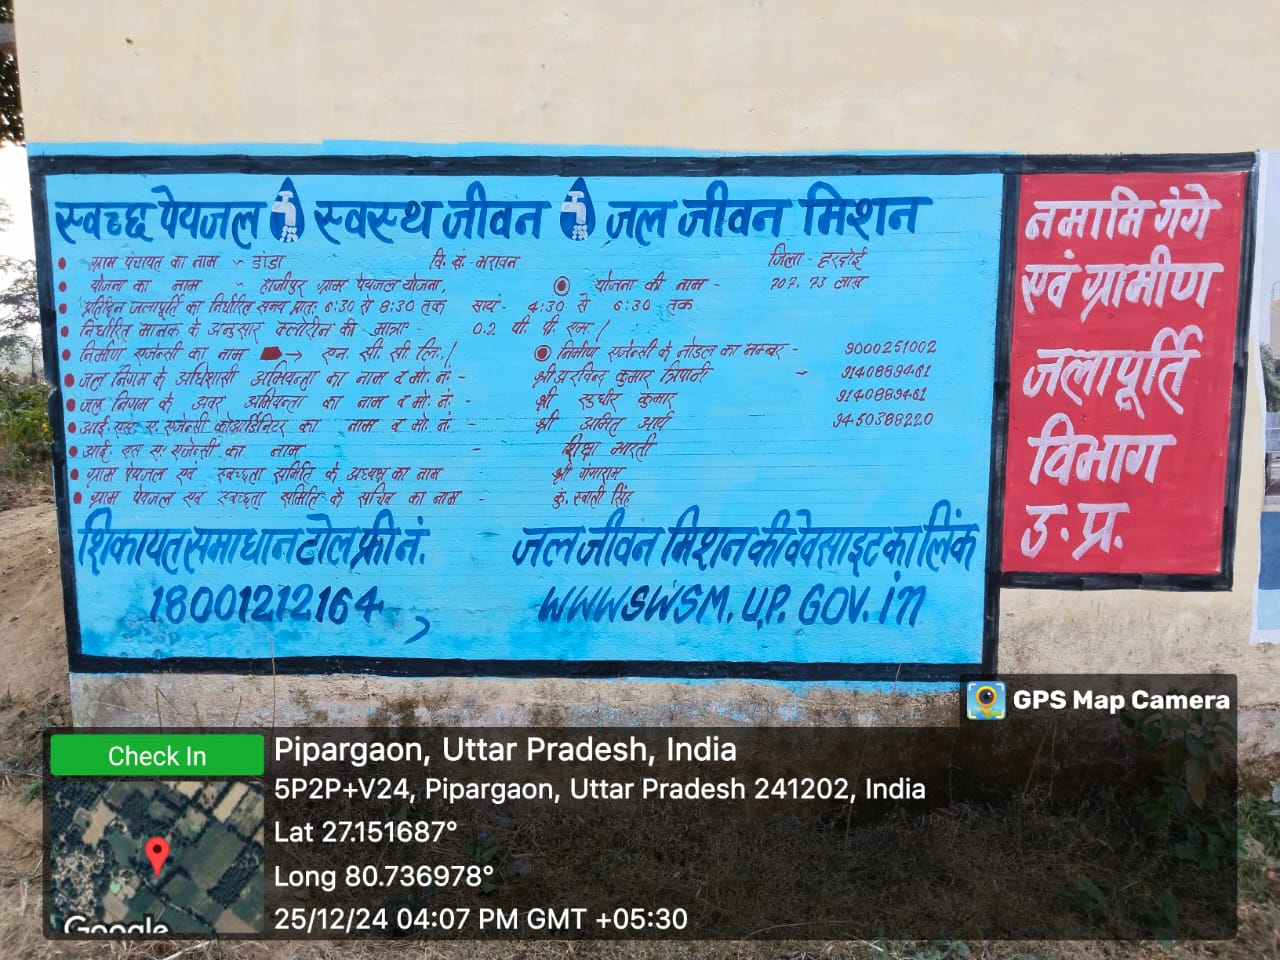 स्वच्छ पेयजल स्वस्थ जीवन जल जीवन मिशन
ग्राम पंचायत का नाम - डांडा वि. खं.-भरावन जिला - हरदोई
योजना का नाम - हाजीपुर ग्राम पेयजल योजना, योजना की नाम - 707.73 लाख
प्रतिदिन जलापूर्ति का निर्धारित समय प्रातः 6:30 से 8:30 तक सायं - 4:30 से 6:30 तक
निर्धारित मानक के अनुसार क्लोरीन की मात्रा - 0.2 पी. पी. एम. /
निर्माण एजेन्सी का नाम → एन. सी. सी. लि. / निर्माण एजेन्सी के नोडल का नम्बर - 9000251002
जल निगम के अधिशासी अभियन्ता का नाम व मो. नं. - श्री अरविन्द कुमार त्रिपाठी - 9140889461
जल निगम के अवर अभियन्ता का नाम व मो. नं. - श्री सुधीर कुमार 9140889461
आई. एस. ए. एजेन्सी कोआर्डिनेटर का नाम व मो. नं. - श्री अमित आर्य 9450388220
आई. एस. ए. एजेन्सी का नाम - शिक्षा भारती
ग्राम पेयजल एवं स्वच्छता समिति के अध्यक्ष का नाम श्री गंगाराम
ग्राम पेयजल एवं स्वच्छता समिति के सचिव का नाम कु. स्वाती सिंह
शिकायत समाधान टोल फ्री नं.
18001212164
जल जीवन मिशन की वेवसाइट का लिंक
WWWSWSM.U.P. GOV.in
नमामि गंगे
एवं ग्रामीण
जलापूर्ति
विभाग
उ. प्र.
GPS Map Camera
Check In
Pipargaon, Uttar Pradesh, India
5P2P+V24, Pipargaon, Uttar Pradesh 241202, India
Lat 27.151687°
Long 80.736978°
25/12/24 04:07 PM GMT +05:30
Google